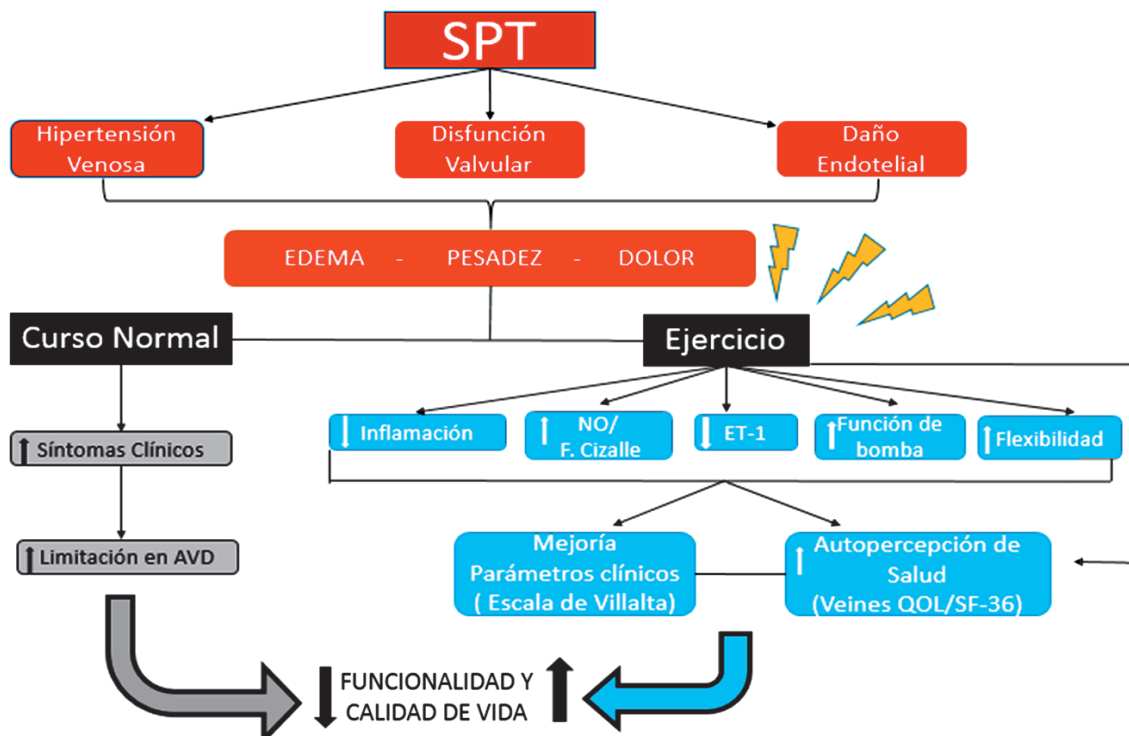 SPT
Hipertensión
Venosa
Disfunción
Valvular
Daño
Endotelial
EDEMA - PESADEZ - DOLOR
Curso Normal
Ejercicio
Síntomas Clínicos
Limitación en AVD
Inflamación
NO/
F. Cizalle
ET-1
Función de
bomba
Flexibilidad
Mejoría
Parámetros clínicos
( Escala de Villalta)
Autopercepción de
Salud
(Veines QOL/SF-36)
FUNCIONALIDAD Y
CALIDAD DE VIDA